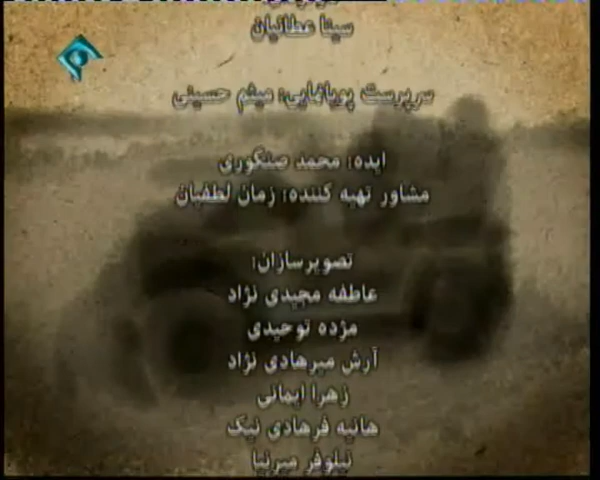 سینا عطائیان
سرپرست پویانمایی: میثم حسینی
ایده: محمد صنگوری
مشاور تهیه کننده: زمان لطفیان
تصویرسازان:
عاطفه مجیدی نژاد
مژده توحیدی
آرش میرهادی نژاد
زهرا ایمانی
هانیه فرهادی نیک
نیلوفر میرنیا